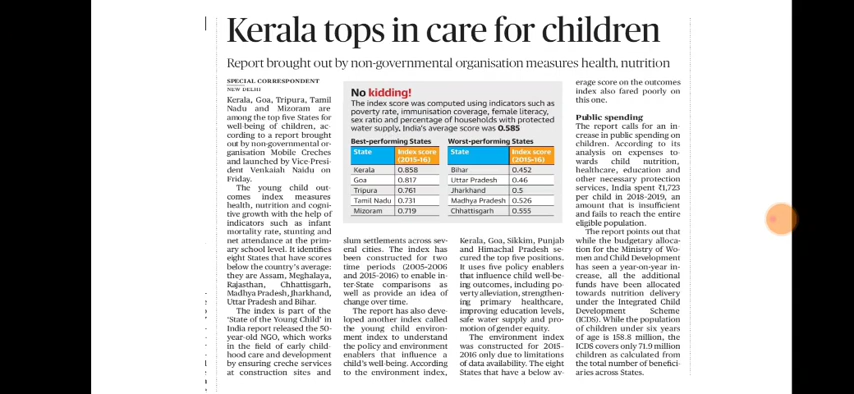 Kerala tops in care for children
Report brought out by non-governmental organisation measures health, nutrition
SPECIAL CORRESPONDENT
NEW DELHI
Kerala, Goa, Tripura, Tamil
Nadu and Mizoram are
among the top five States for
well-being of children, ac-
cording to a report brought
out by non-governmental or-
ganisation Mobile Creches
and launched by Vice-Presi-
dent Venkaiah Naidu on
Friday.
The young child out-
comes index measures
health, nutrition and cogni-
tive growth with the help of
indicators such as infant
mortality rate, stunting and
net attendance at the prim-
ary school level. It identifies
eight States that have scores
below the country's average:
they are Assam, Meghalaya,
Rajasthan, Chhattisgarh,
Madhya Pradesh, Jharkhand,
Uttar Pradesh and Bihar.
The index is part of the
'State of the Young Child' in
India report released the 50-
year-old NGO, which works
in the field of early child-
hood care and development
by ensuring creche services
at construction sites and
No kidding!
The index score was computed using indicators such as
poverty rate, immunisation coverage, female literacy,
sex ratio and percentage of households with protected
water supply. India's average score was 0.585
Best-performing States
State Index score (2015-16)
Kerala 0.858
Goa 0.817
Tripura 0.761
Tamil Nadu 0.731
Mizoram 0.719
Worst-performing States
State Index score (2015-16)
Bihar 0.452
Uttar Pradesh 0.46
Jharkhand 0.5
Madhya Pradesh 0.526
Chhattisgarh 0.555
slum settlements across sev-
eral cities. The index has
been constructed for two
time periods (2005-2006
and 2015-2016) to enable in-
ter-State comparisons as
well as provide an idea of
change over time.
The report has also devel-
oped another index called
the young child environ-
ment index to understand
the policy and environment
enablers that influence a
child's well-being. According
to the environment index,
Kerala, Goa, Sikkim, Punjab
and Himachal Pradesh se-
cured the top five positions.
It uses five policy enablers
that influence child well-be-
ing outcomes, including po-
verty alleviation, strengthen-
ing primary healthcare,
improving education levels,
safe water supply and pro-
motion of gender equity.
The environment index
was constructed for 2015-
2016 only due to limitations
of data availability. The eight
States that have a below av-
erage score on the outcomes
index also fared poorly on
this one.
Public spending
The report calls for an in-
crease in public spending on
children. According to its
analysis on expenses to-
wards child nutrition,
healthcare, education and
other necessary protection
services, India spent ₹1,723
per child in 2018-2019, an
amount that is insufficient
and fails to reach the entire
eligible population.
The report points out that
while the budgetary alloca-
tion for the Ministry of Wo-
men and Child Development
has seen a year-on-year in-
crease, all the additional
funds have been allocated
towards nutrition delivery
under the Integrated Child
Development Scheme
(ICDS). While the population
of children under six years
of age is 158.8 million, the
ICDS covers only 71.9 million
children as calculated from
the total number of benefici-
aries across States.